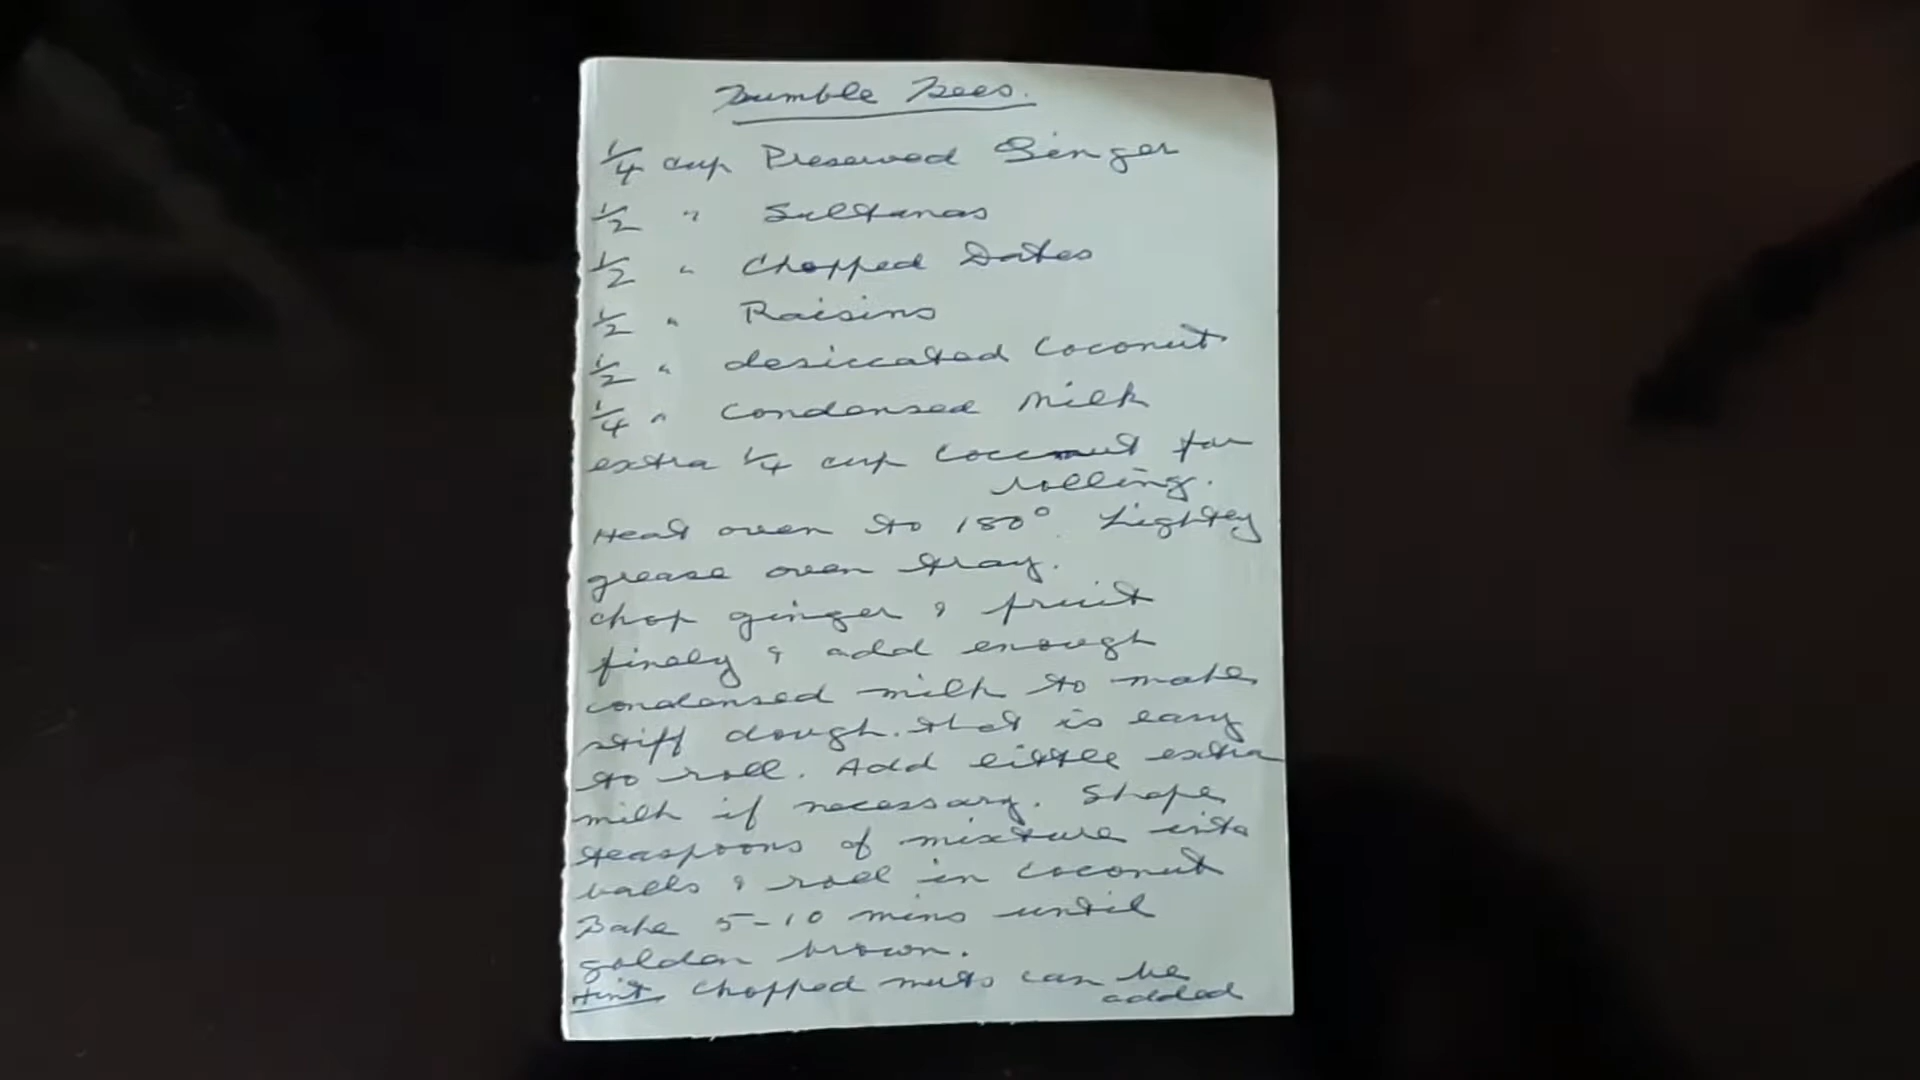 Bumble Bees.
1/4 cup Preserved Ginger
1/2 " Sultanas
1/2 " Chopped Dates
1/2 " Raisins
1/2 " desiccated Coconut
1/4 " Condensed Milk
extra 1/4 cup Coconut for
rolling.
Heat oven to 180° Lightly
grease oven tray.
Chop ginger & fruit
finely & add enough
condensed milk to make
stiff dough. that is easy
to roll. Add little extra
milk if necessary. Shape
teaspoons of mixture into
balls & roll in Coconut
Bake 5-10 mins until
golden brown.
Hint Chopped nuts can be
added